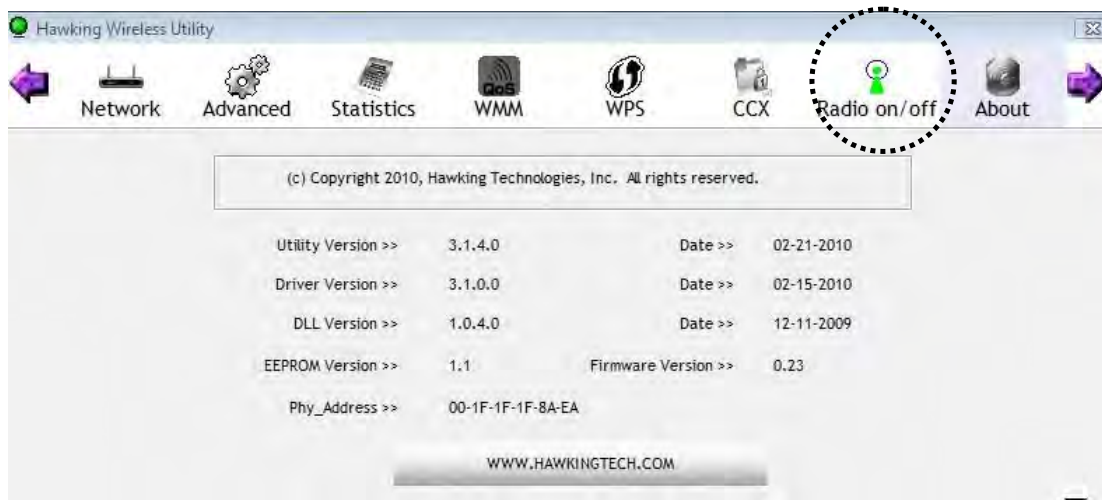 Hawking Wireless Utility
Network Advanced Statistics QoS WMM WPS CCX Radio on/off About
(c) Copyright 2010, Hawking Technologies, Inc. All rights reserved.
Utility Version >> 3.1.4.0 Date >> 02-21-2010
Driver Version >> 3.1.0.0 Date >> 02-15-2010
DLL Version >> 1.0.4.0 Date >> 12-11-2009
EEPROM Version >> 1.1 Firmware Version >> 0.23
Phy_Address >> 00-1F-1F-1F-8A-EA
WWW.HAWKINGTECH.COM